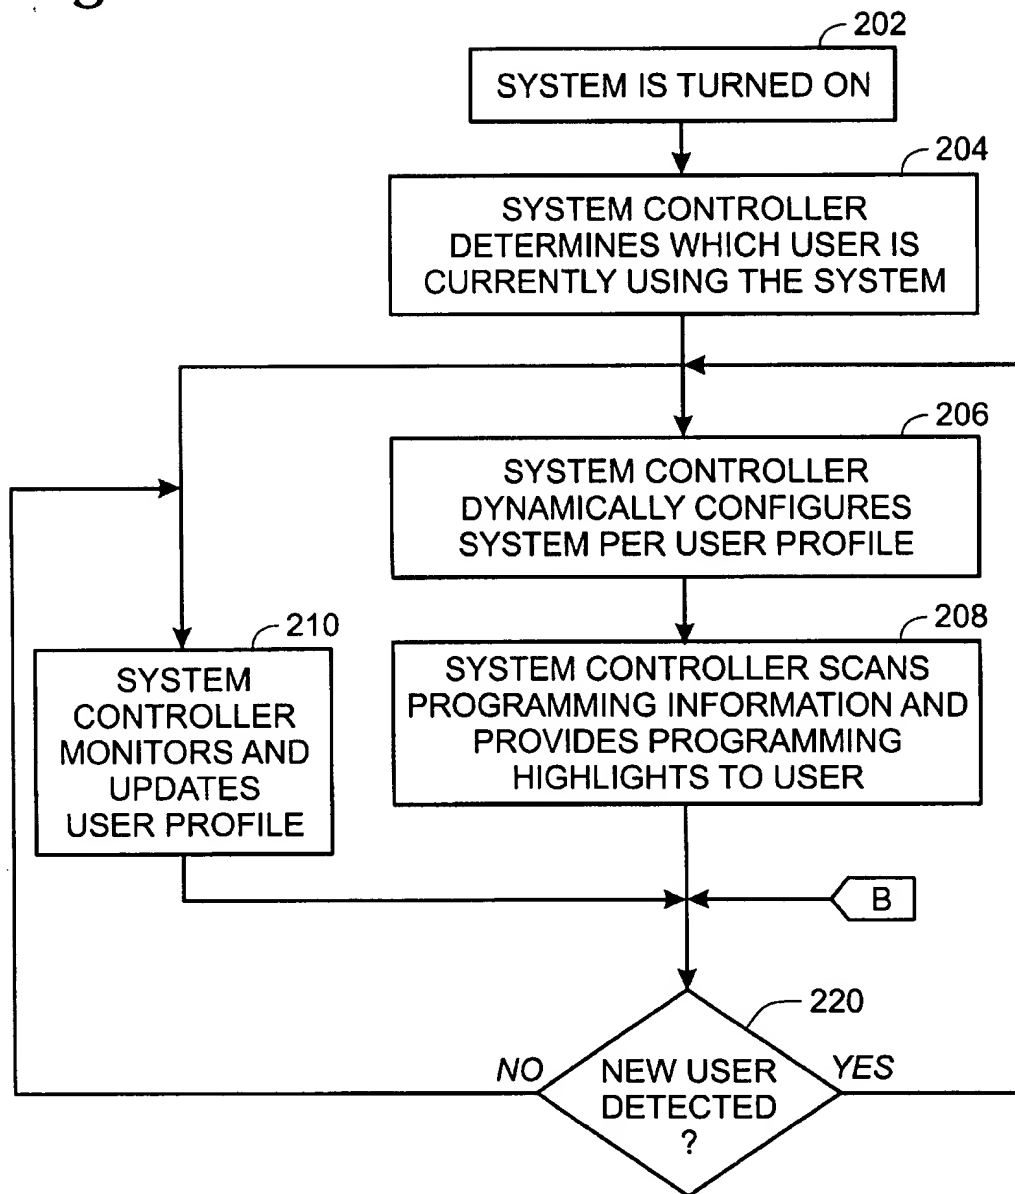 202
SYSTEM IS TURNED ON
204
SYSTEM CONTROLLER
DETERMINES WHICH USER IS
CURRENTLY USING THE SYSTEM
206
SYSTEM CONTROLLER
DYNAMICALLY CONFIGURES
SYSTEM PER USER PROFILE
208
SYSTEM CONTROLLER SCANS
PROGRAMMING INFORMATION AND
PROVIDES PROGRAMMING
HIGHLIGHTS TO USER
210
SYSTEM
CONTROLLER
MONITORS AND
UPDATES
USER PROFILE
B
220
NO
YES
NEW USER
DETECTED
?